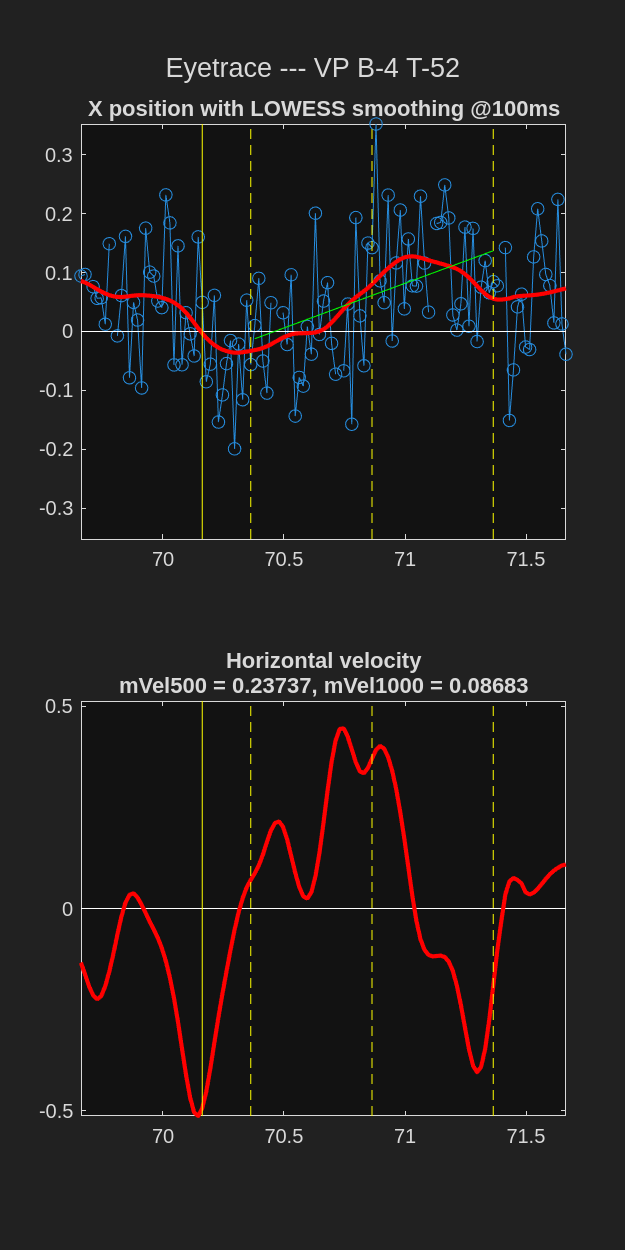 Eyetrace --- VP B-4 T-52
X position with LOWESS smoothing @100ms
0.3
0.2
0.1
0
-0.1
-0.2
-0.3
70 70.5 71 71.5
Horizontal velocity
mVel500 = 0.23737, mVel1000 = 0.08683
0.5
0
-0.5
70 70.5 71 71.5